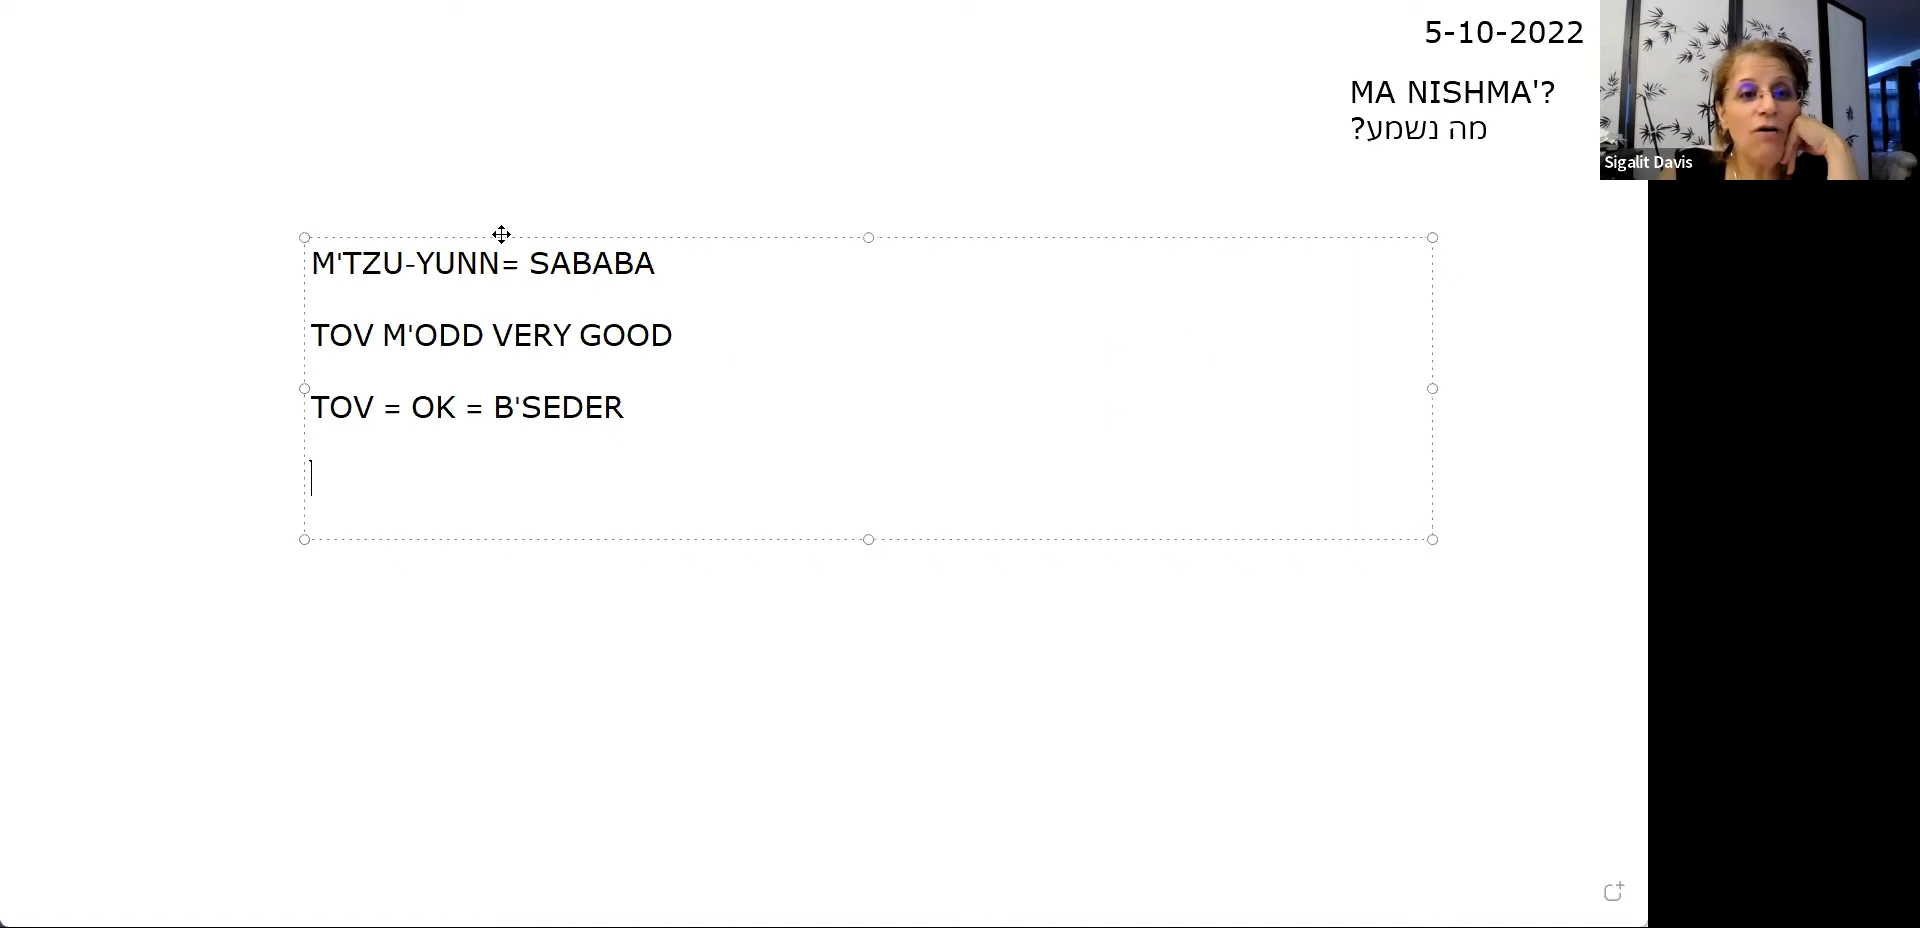 5-10-2022
MA NISHMA'?
מה נשמע?
Sigalit Davis
M'TZU-YUNN= SABABA
TOV M'ODD VERY GOOD
TOV = OK = B'SEDER